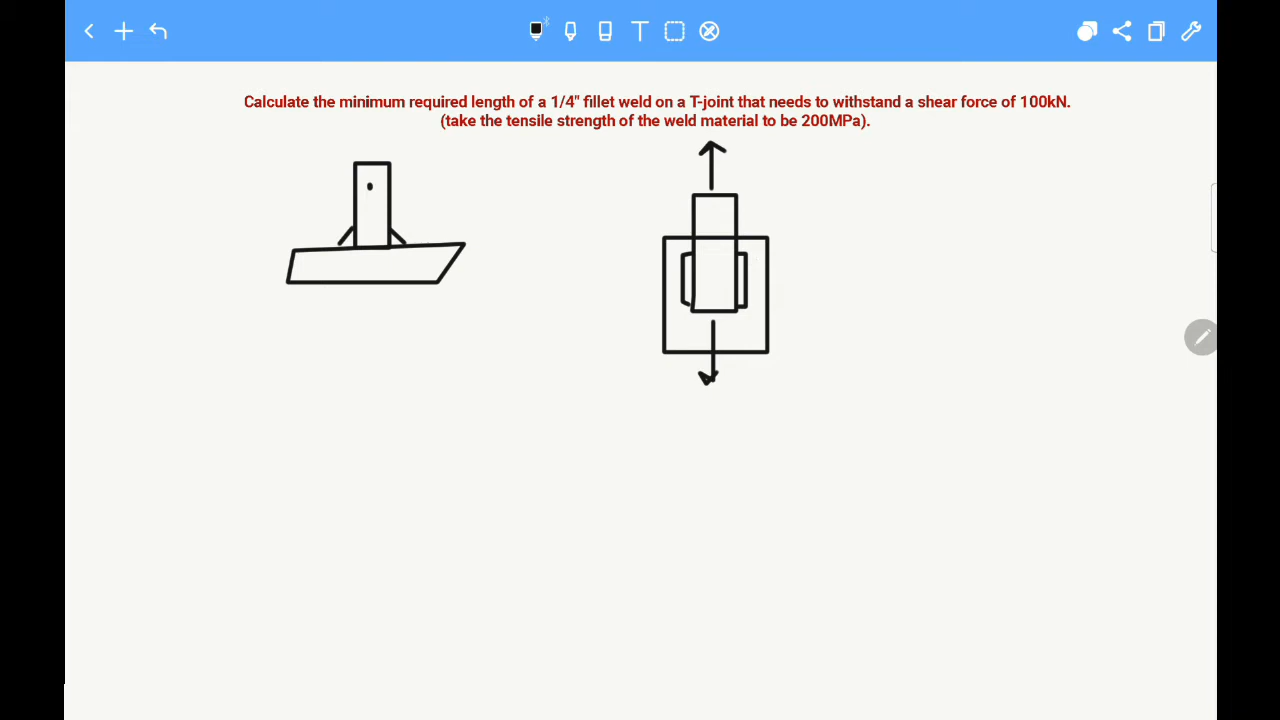 Calculate the minimum required length of a 1/4" fillet weld on a T-joint that needs to withstand a shear force of 100kN.
(take the tensile strength of the weld material to be 200MPa).